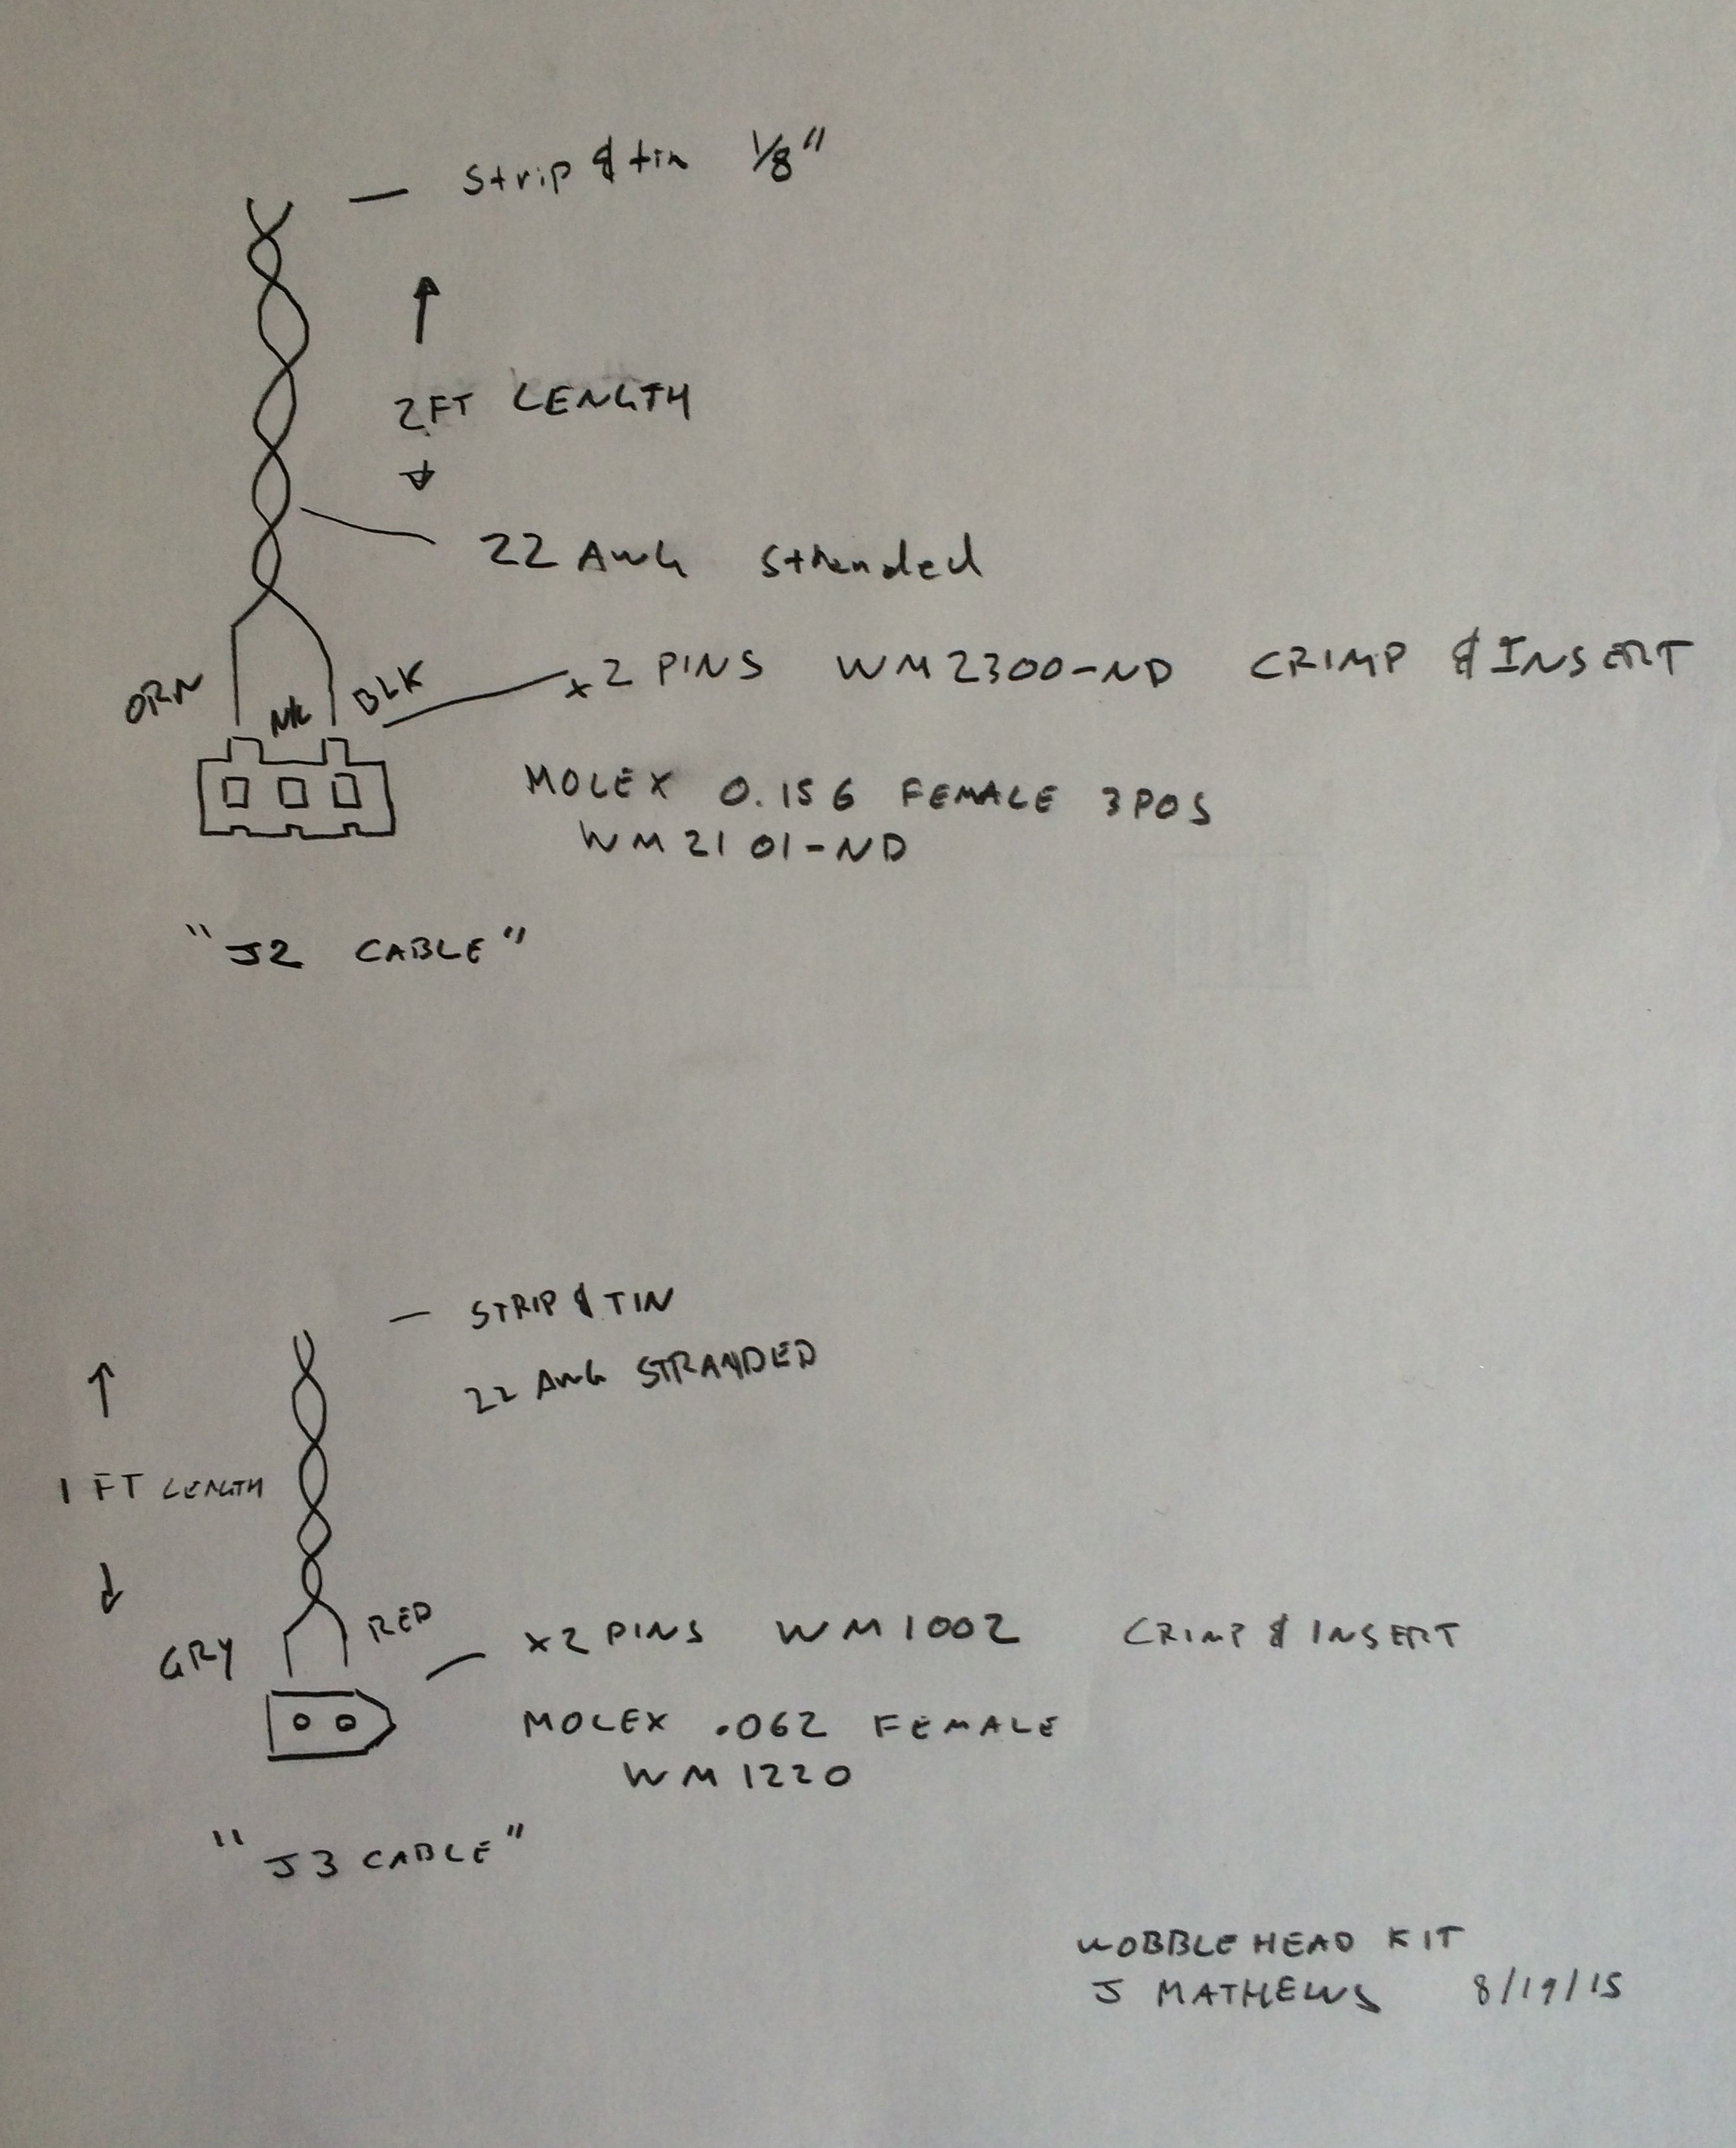 Strip & tin 1/8"
2FT LENGTH
22 AWG Stranded
ORN
BLK
x2 PINS WM2300-ND CRIMP & INSERT
MOLEX 0.156 FEMALE 3POS
WM2101-ND
"J2 CABLE"
STRIP & TIN
22 AWG STRANDED
1 FT LENGTH
GRY
RED
x2 PINS WM1002 CRIMP & INSERT
MOLEX .062 FEMALE
WM1220
"J3 CABLE"
WOBBLEHEAD KIT
J MATHEWS 8/19/15